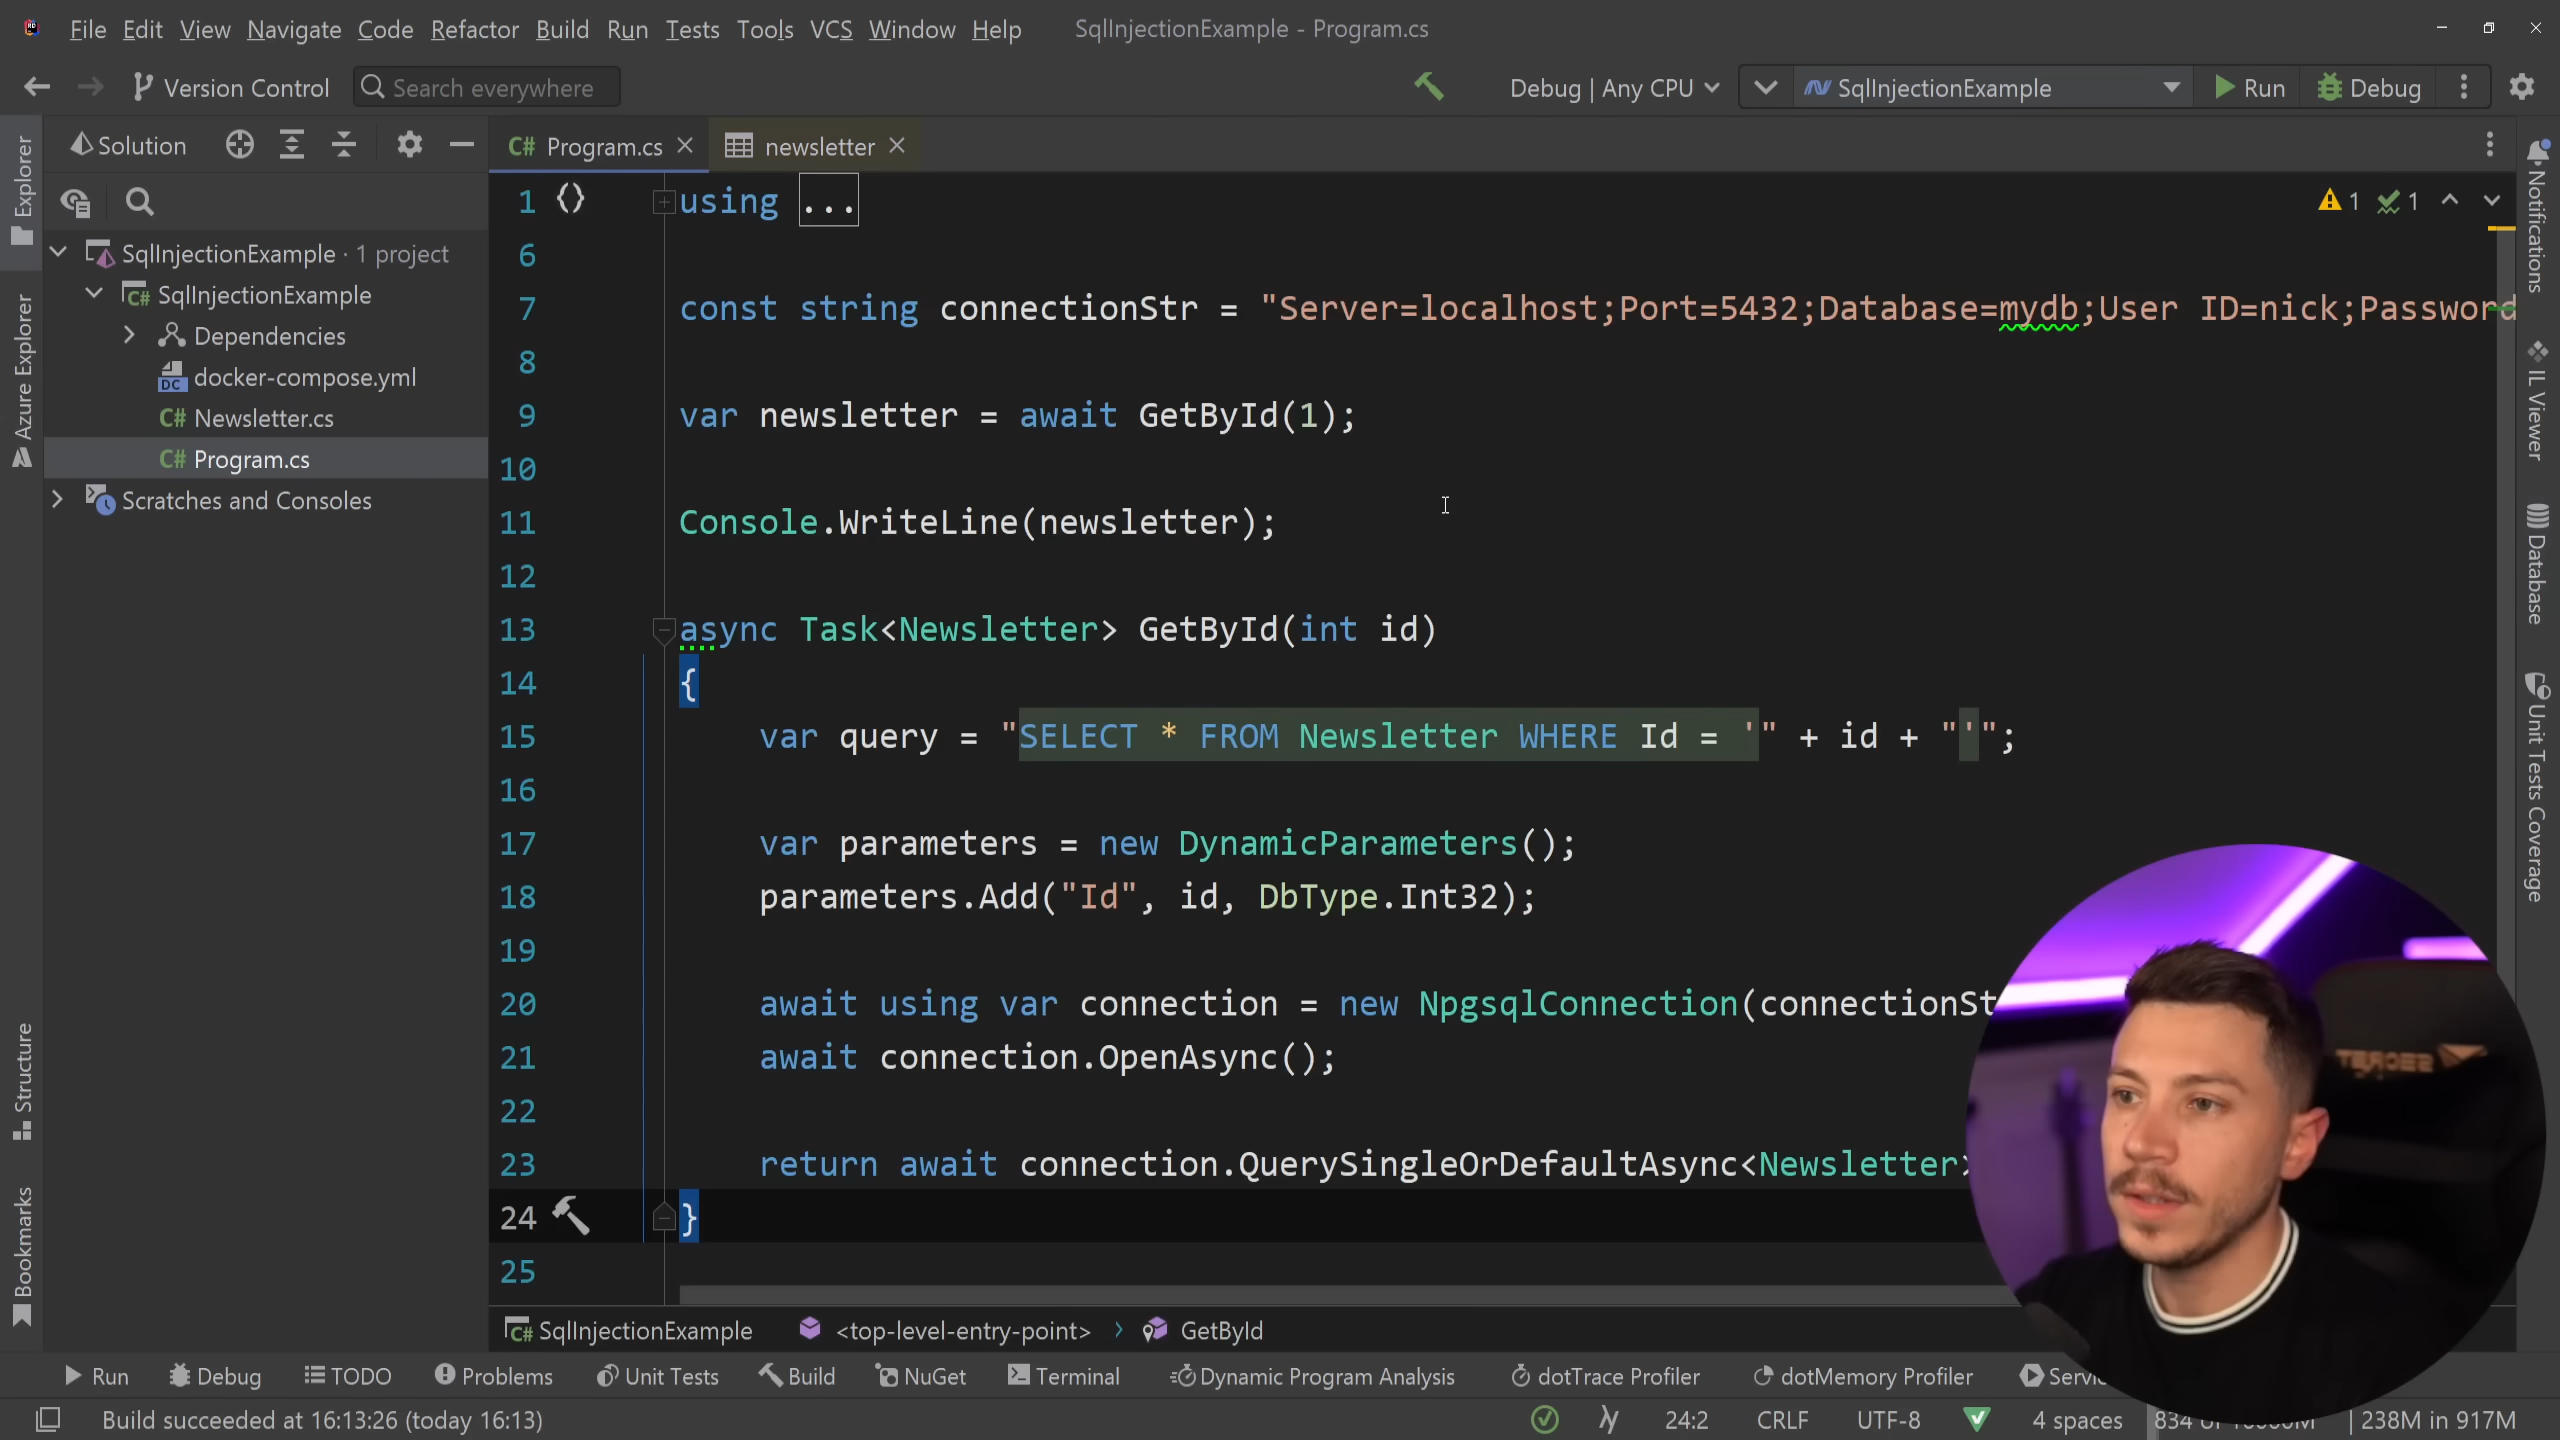 File Edit View Navigate Code Refactor Build Run Tests Tools VCS Window Help SqlInjectionExample - Program.cs
Version Control Search everywhere Debug | Any CPU SqlInjectionExample Run Debug
Solution
C# Program.cs newsletter
Explorer
Azure Explorer
Structure
Bookmarks
SqlInjectionExample · 1 project
C# SqlInjectionExample
Dependencies
DC docker-compose.yml
C# Newsletter.cs
C# Program.cs
Scratches and Consoles
1 using ...
1 1
6
7 const string connectionStr = "Server=localhost;Port=5432;Database=mydb;User ID=nick;Password
8
9 var newsletter = await GetById(1);
10
11 Console.WriteLine(newsletter);
12
13 async Task<Newsletter> GetById(int id)
14 {
15 var query = "SELECT * FROM Newsletter WHERE Id = '" + id + "'";
16
17 var parameters = new DynamicParameters();
18 parameters.Add("Id", id, DbType.Int32);
19
20 await using var connection = new NpgsqlConnection(connectionSt
21 await connection.OpenAsync();
22
23 return await connection.QuerySingleOrDefaultAsync<Newsletter>
24 }
25
Notifications
IL Viewer
Database
Unit Tests Coverage
SECRET
C# SqlInjectionExample <top-level-entry-point> › GetById
Run Debug TODO Problems Unit Tests Build NuGet Terminal Dynamic Program Analysis dotTrace Profiler dotMemory Profiler
Build succeeded at 16:13:26 (today 16:13) 24:2 CRLF UTF-8 4 spaces 238M in 917M